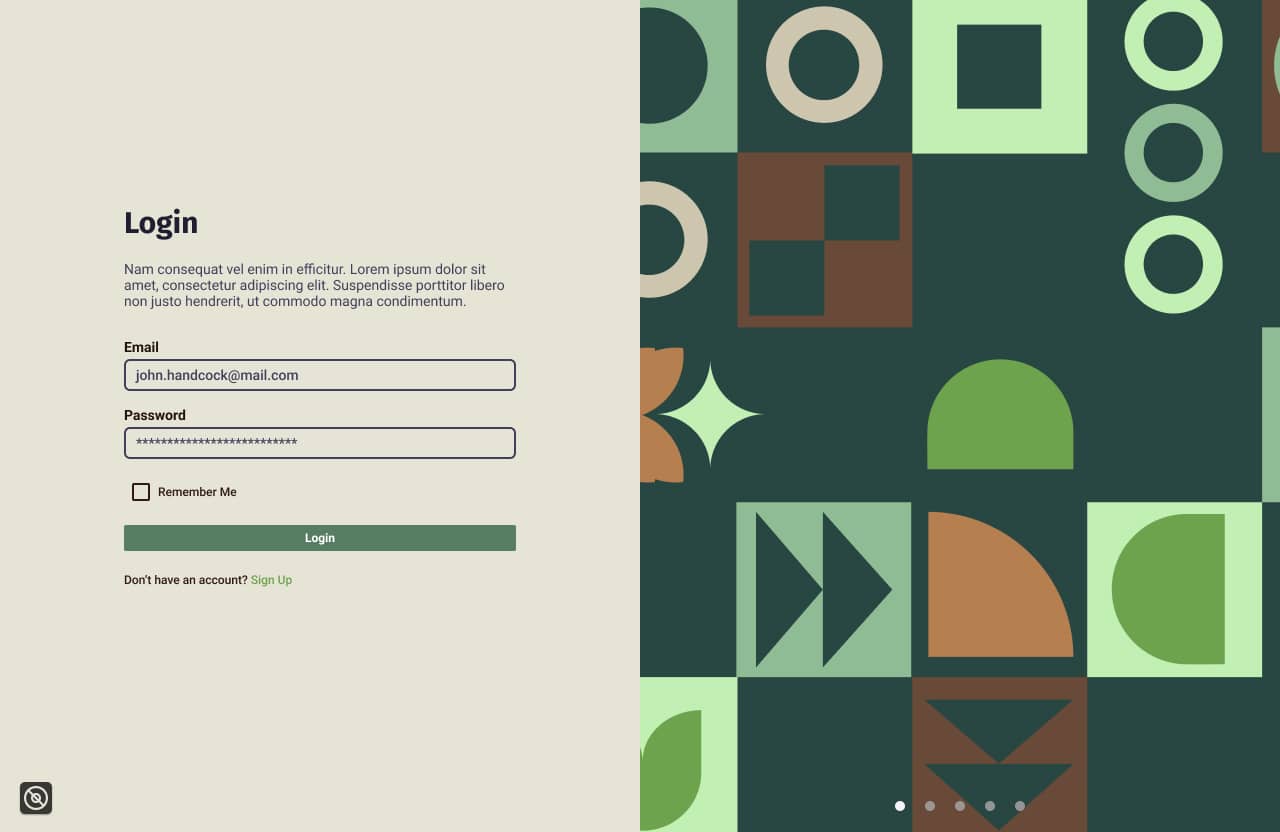 Login
Nam consequat vel enim in efficitur. Lorem ipsum dolor sit
amet, consectetur adipiscing elit. Suspendisse porttitor libero
non justo hendrerit, ut commodo magna condimentum.
Email
john.handcock@mail.com
Password
**************************
Remember Me
Login
Don't have an account? Sign Up